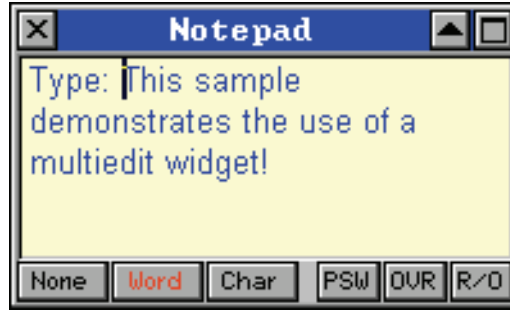 Notepad
Type: This sample
demonstrates the use of a
multiedit widget!
None Word Char PSW OVR R/O